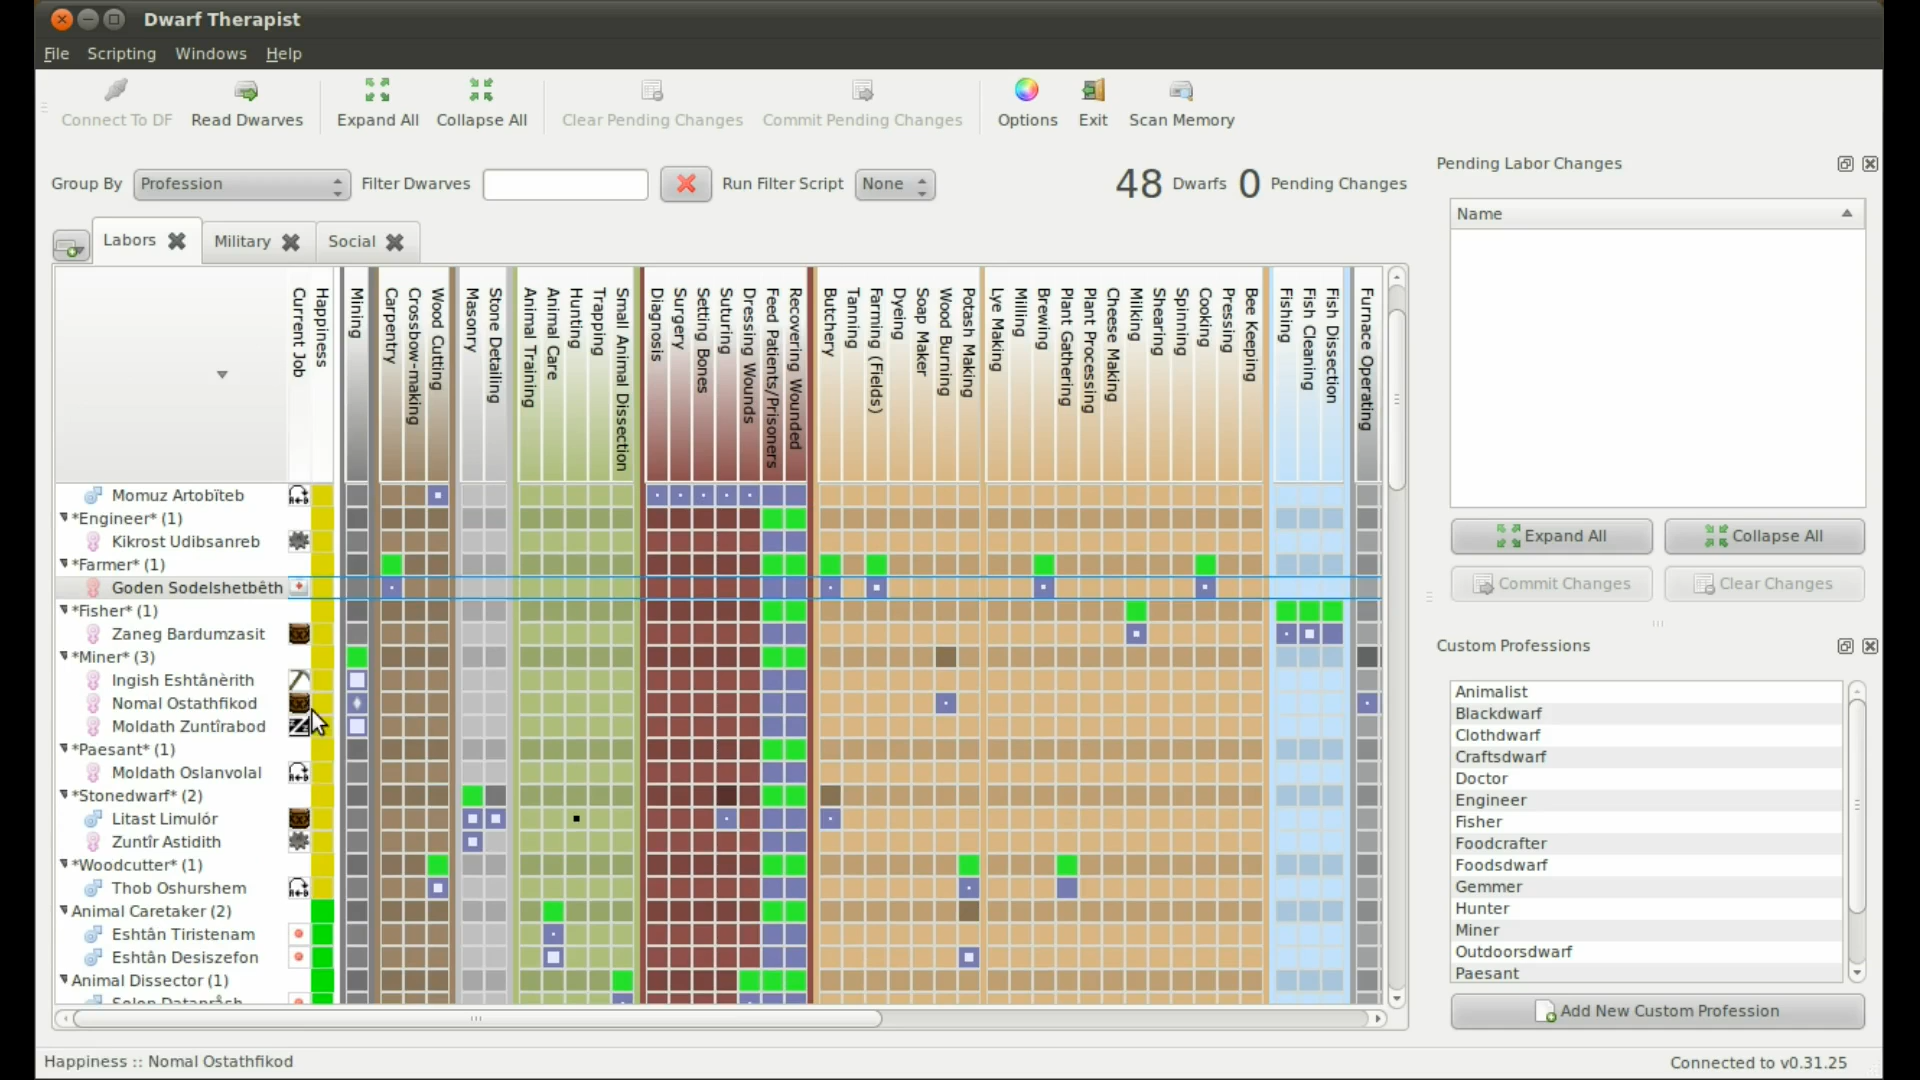 Dwarf Therapist
File Scripting Windows Help
Connect To DF Read Dwarves Expand All Collapse All Clear Pending Changes Commit Pending Changes Options Exit Scan Memory
Group By Profession Filter Dwarves Run Filter Script None 48 Dwarfs 0 Pending Changes
Labors Military Social
Current Job
Happiness
Mining
Carpentry
Crossbow-making
Wood Cutting
Masonry
Stone Detailing
Animal Training
Animal Care
Hunting
Trapping
Small Animal Dissection
Diagnosis
Surgery
Setting Bones
Suturing
Dressing Wounds
Feed Patients/Prisoners
Recovering Wounded
Butchery
Tanning
Farming (Fields)
Dyeing
Soap Maker
Wood Burning
Potash Making
Lye Making
Milling
Brewing
Plant Gathering
Plant Processing
Cheese Making
Milking
Shearing
Spinning
Cooking
Pressing
Bee Keeping
Fishing
Fish Cleaning
Fish Dissection
Furnace Operating
Momuz Artobïteb
*Engineer* (1)
Kikrost Udibsanreb
*Farmer* (1)
Goden Sodelshetbêth
*Fisher* (1)
Zaneg Bardumzasit
*Miner* (3)
Ingish Eshtânèrith
Nomal Ostathfikod
Moldath Zuntîrabod
*Paesant* (1)
Moldath Oslanvolal
*Stonedwarf* (2)
Litast Limulór
Zuntîr Astidith
*Woodcutter* (1)
Thob Oshurshem
Animal Caretaker (2)
Eshtân Tiristenam
Eshtân Desiszefon
Animal Dissector (1)
Pending Labor Changes
Name
Expand All Collapse All
Commit Changes Clear Changes
Custom Professions
Animalist
Blackdwarf
Clothdwarf
Craftsdwarf
Doctor
Engineer
Fisher
Foodcrafter
Foodsdwarf
Gemmer
Hunter
Miner
Outdoorsdwarf
Paesant
Add New Custom Profession
Happiness :: Nomal Ostathfikod
Connected to v0.31.25